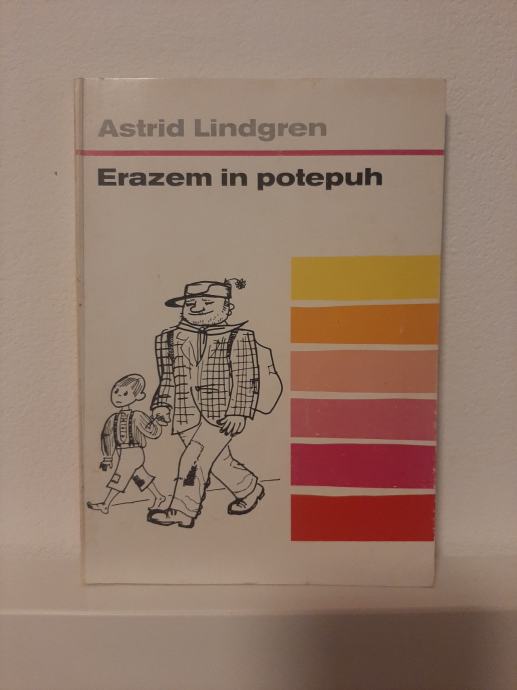 Astrid Lindgren
Erazem in potepuh